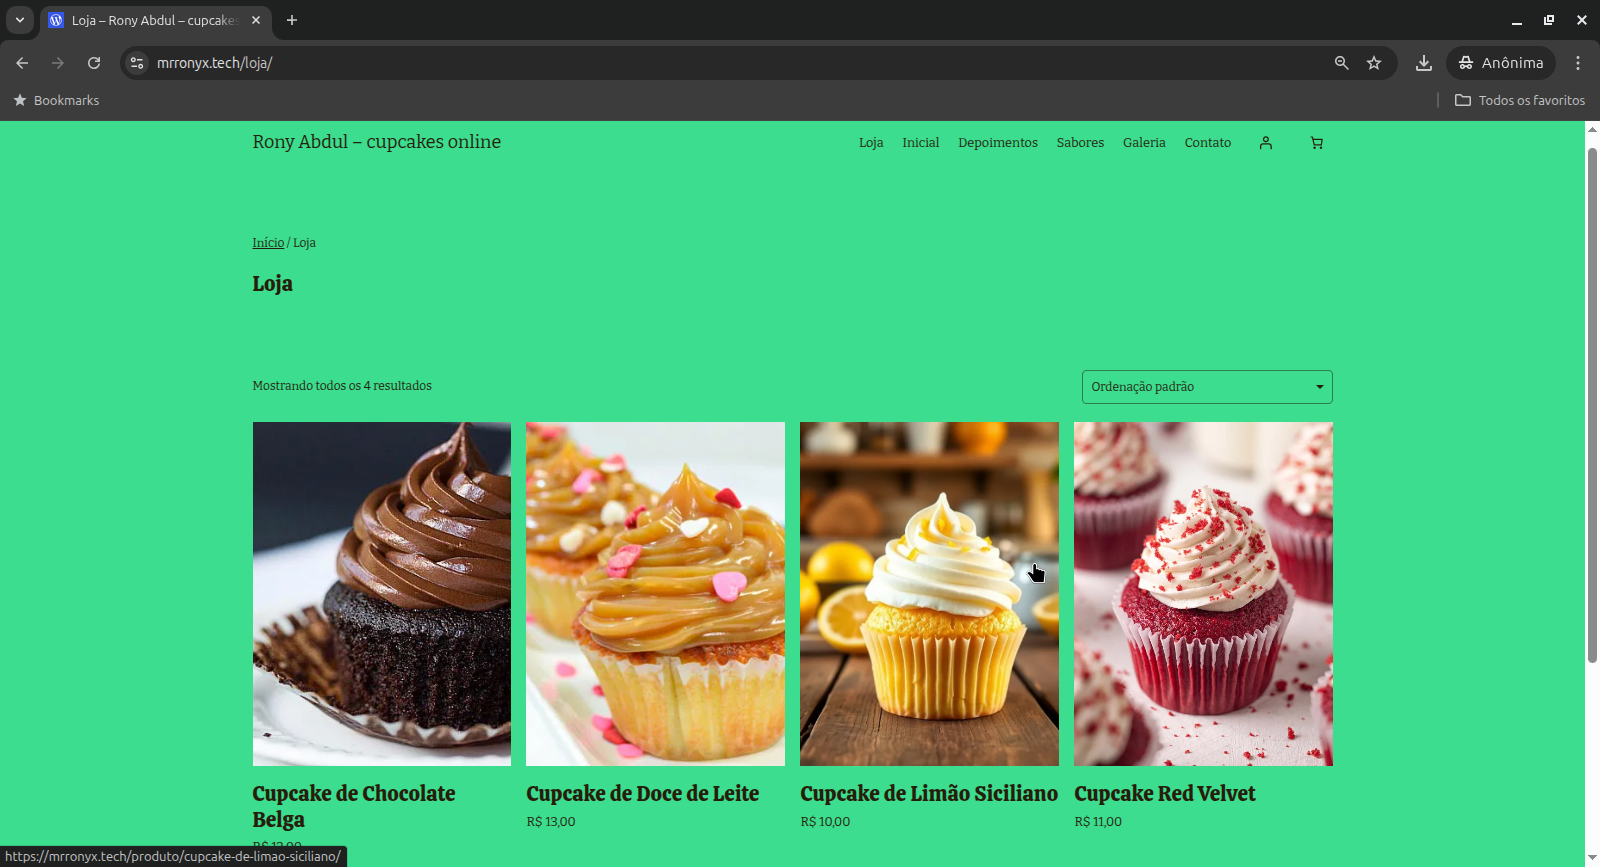 Loja – Rony Abdul – cupcakes
mrronyx.tech/loja/
Anônima
Bookmarks
Todos os favoritos
Rony Abdul – cupcakes online
Loja Inicial Depoimentos Sabores Galeria Contato
Início / Loja
Loja
Mostrando todos os 4 resultados
Ordenação padrão
Cupcake de Chocolate
Belga
Cupcake de Doce de Leite
R$ 13,00
Cupcake de Limão Siciliano
R$ 10,00
Cupcake Red Velvet
R$ 11,00
https://mrronyx.tech/produto/cupcake-de-limao-siciliano/